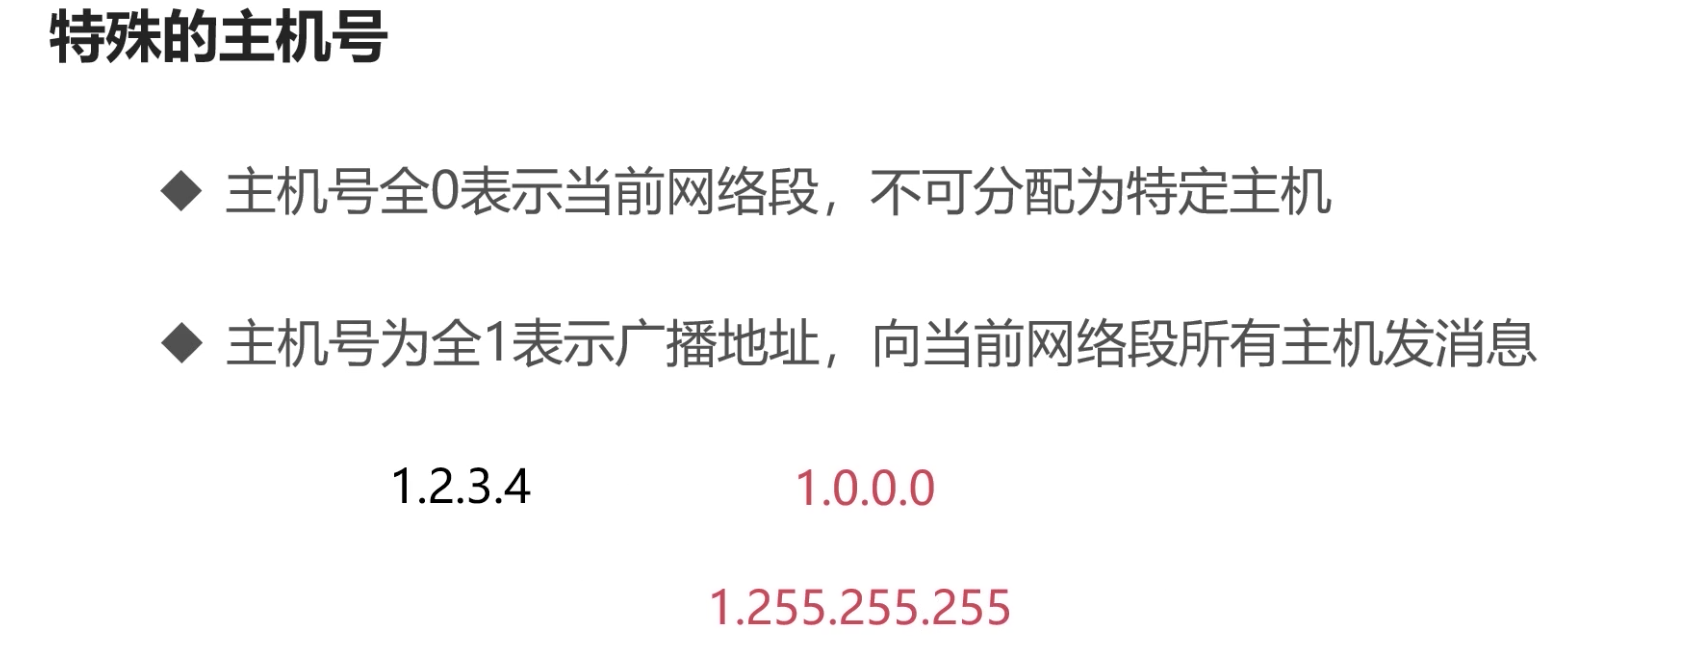 特殊的主机号
◆ 主机号全0表示当前网络段，不可分配为特定主机
◆ 主机号为全1表示广播地址，向当前网络段所有主机发消息
1.2.3.4 1.0.0.0
1.255.255.255